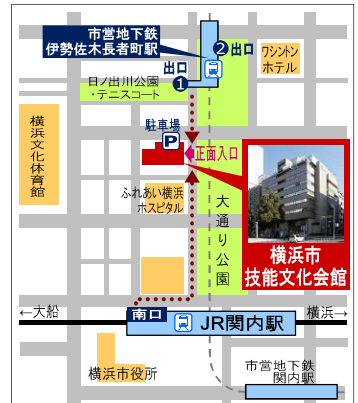 市営地下鉄
伊勢佐木長者町駅
❷出口
出口
❶
ワシントン
ホテル
日ノ出川公園
・テニスコート
横浜文化体育館
駐車場
P
正面入口
ふれあい横浜
ホスピタル
大通り公園
横浜市
技能文化会館
←大船
南口
JR関内駅
横浜→
横浜市役所
市営地下鉄
関内駅